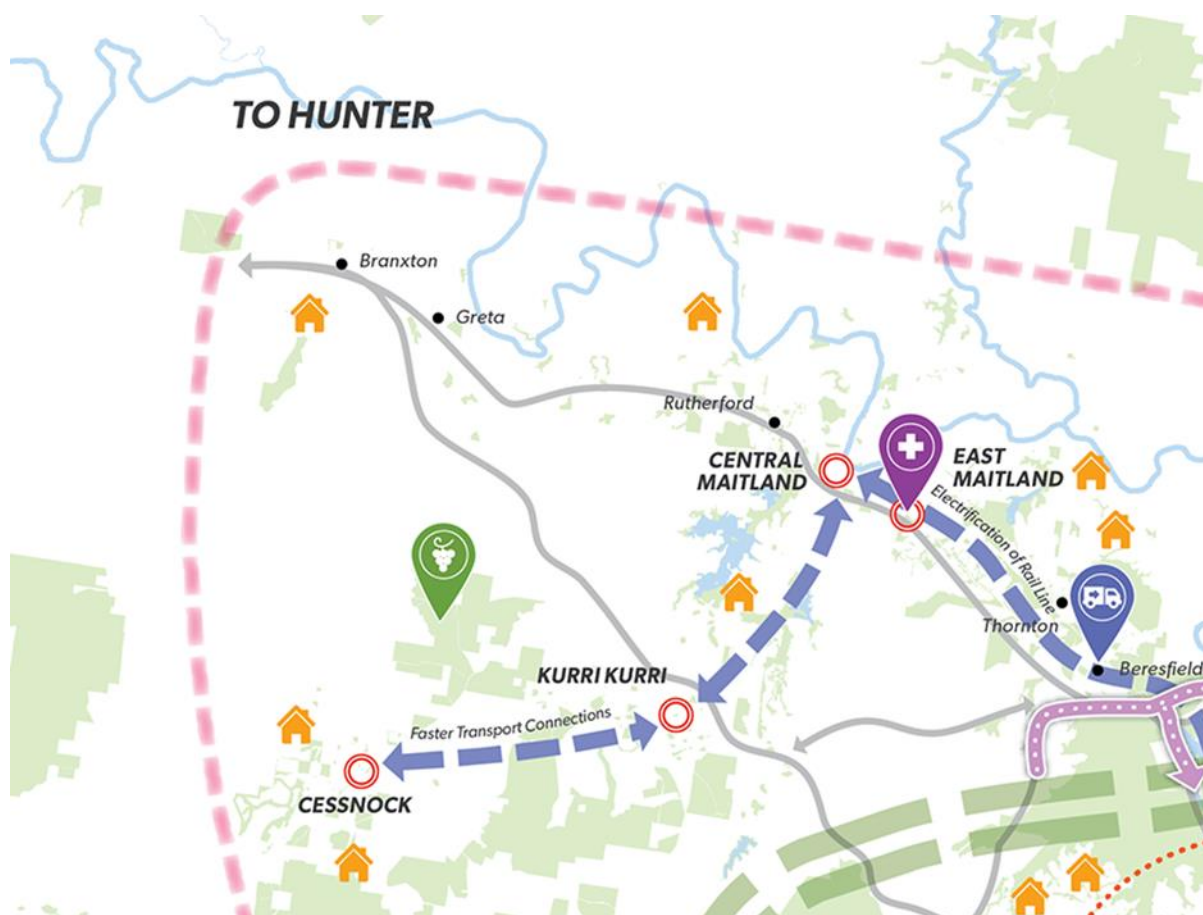 TO HUNTER
Branxton
Greta
Rutherford
CENTRAL
MAITLAND
EAST
MAITLAND
Electrification of Rail Line
Thornton
Beresfield
KURRI KURRI
Faster Transport Connections
CESSNOCK